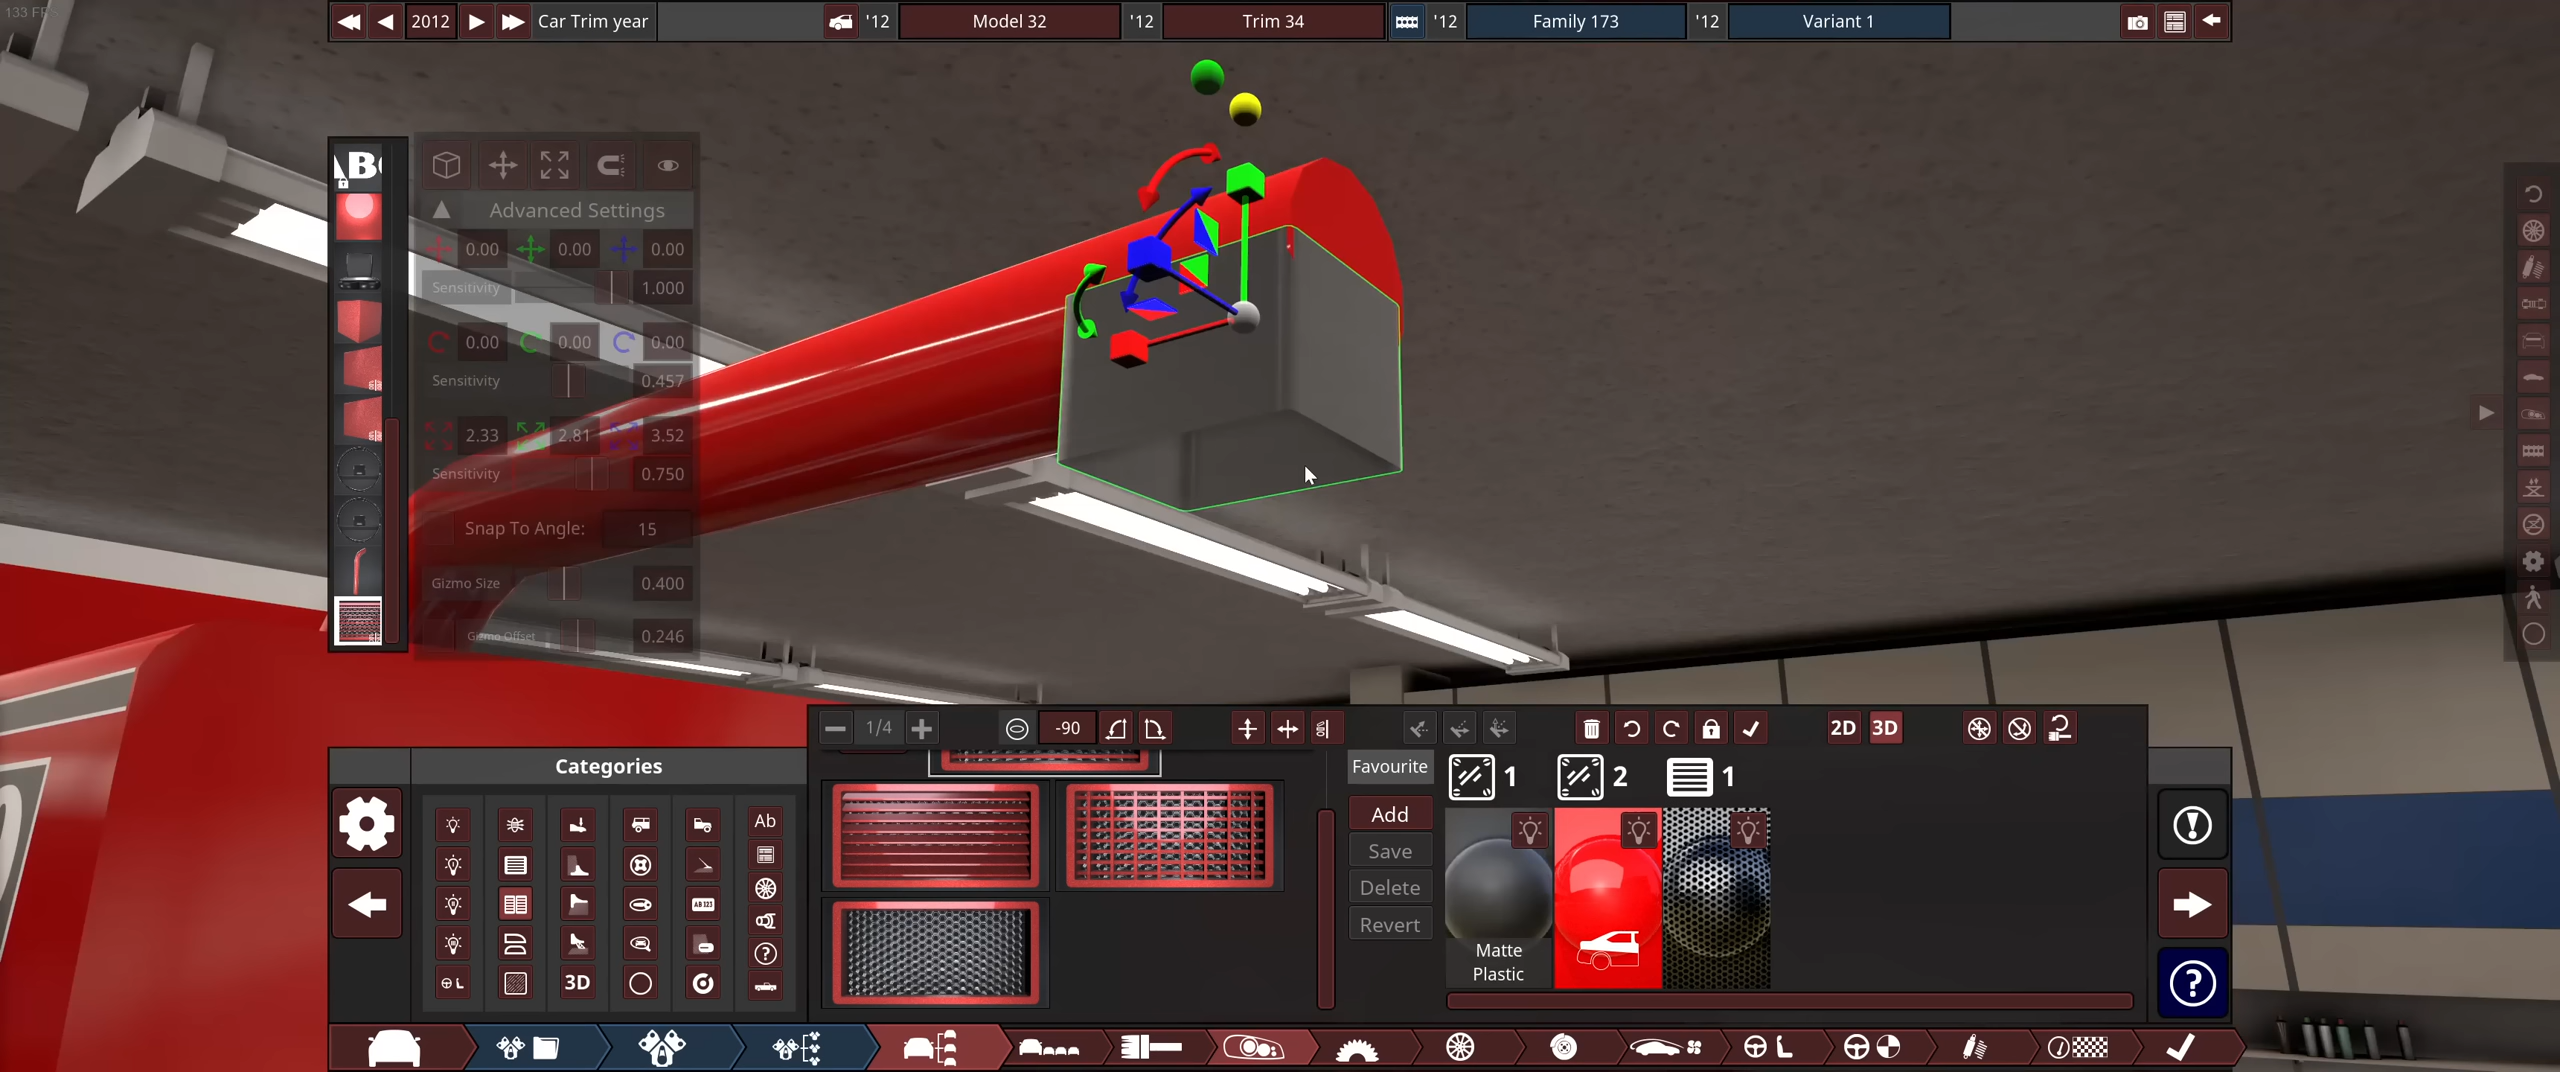 133 FPS
2012
Car Trim year
'12
Model 32
'12
Trim 34
'12
Family 173
'12
Variant 1
ABC
Advanced Settings
0.00 0.00 0.00
Sensitivity 1.000
0.00 0.00 0.00
Sensitivity 0.457
2.33 2.81 3.52
Sensitivity 0.750
Snap To Angle: 15
Gizmo Size 0.400
Gizmo Offset 0.246
1/4
-90
2D 3D
Categories
Ab
AB 123
3D
Favourite
Add
Save
Delete
Revert
1 2 1
Matte
Plastic